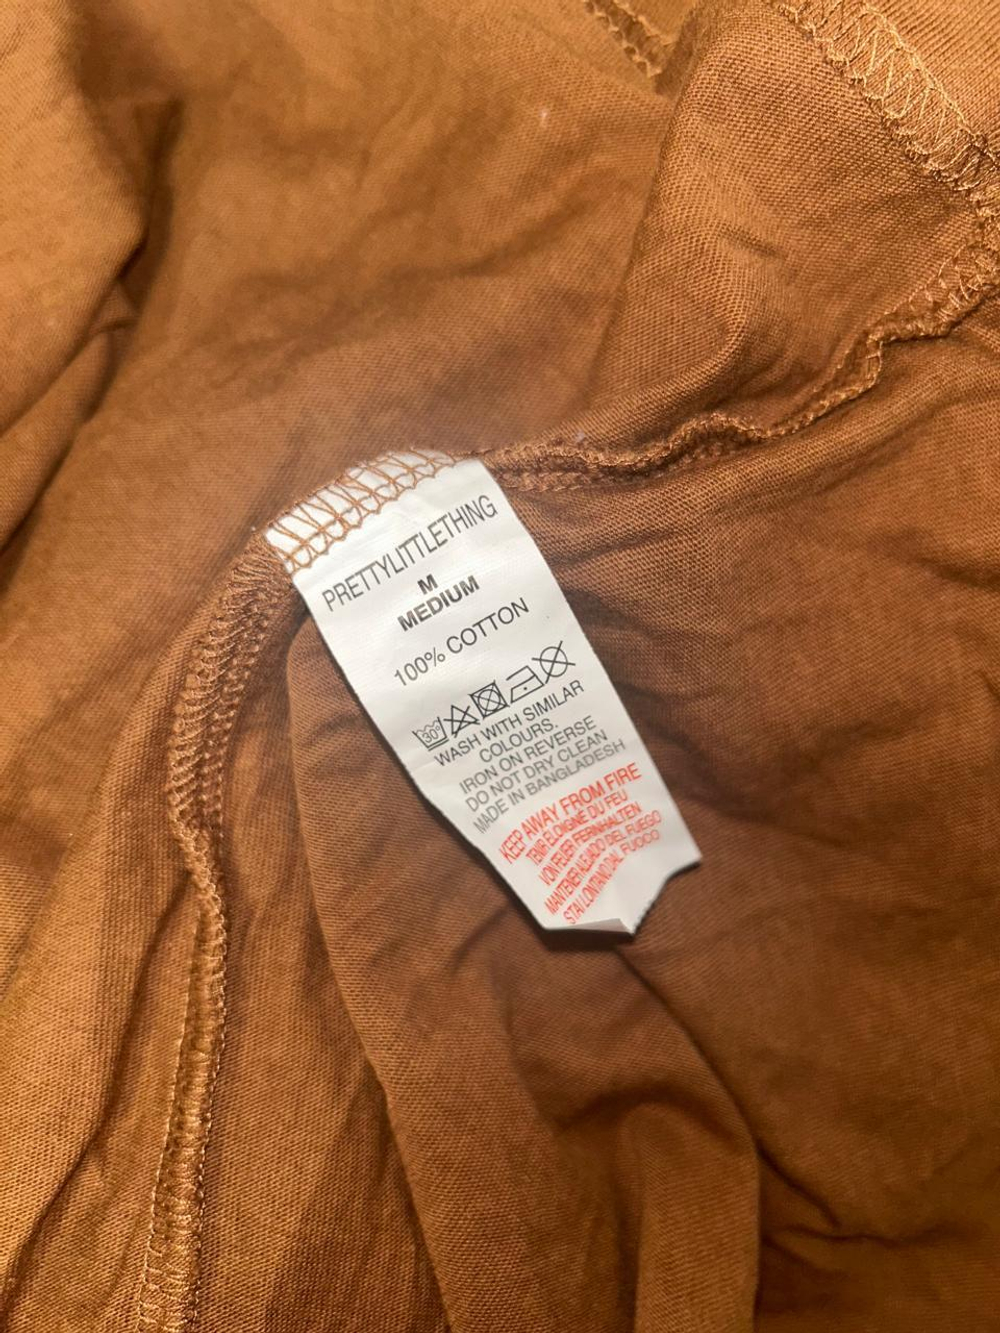 PRETTYLITTLETHING
M
MEDIUM
100% COTTON
30°
WASH WITH SIMILAR
COLOURS.
IRON ON REVERSE
DO NOT DRY CLEAN
MADE IN BANGLADESH
KEEP AWAY FROM FIRE
TENIR ELOIGNE DU FEU
VON FEUER FERNHALTEN
MANTENER ALEJADO DEL FUEGO
STAI LONTANO DAL FUOCO